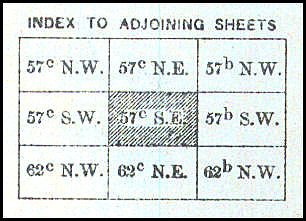 INDEX TO ADJOINING SHEETS
57ᶜ N.W. 57ᶜ N.E. 57ᵇ N.W.
57ᶜ S.W. 57ᶜ S.E. 57ᵇ S.W.
62ᶜ N.W. 62ᶜ N.E. 62ᵇ N.W.